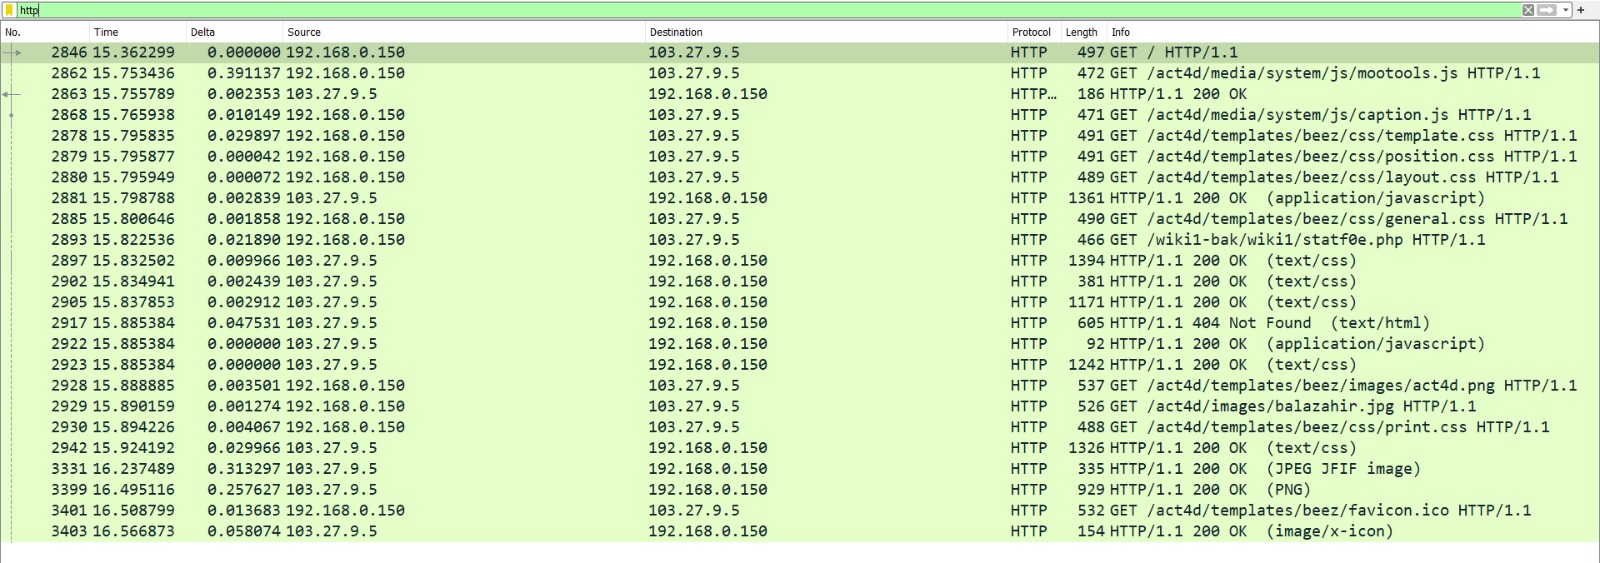 http
No. Time Delta Source Destination Protocol Length Info
2846 15.362299 0.000000 192.168.0.150 103.27.9.5 HTTP 497 GET / HTTP/1.1
2862 15.753436 0.391137 192.168.0.150 103.27.9.5 HTTP 472 GET /act4d/media/system/js/mootools.js HTTP/1.1
2863 15.755789 0.002353 103.27.9.5 192.168.0.150 HTTP… 186 HTTP/1.1 200 OK
2868 15.765938 0.010149 192.168.0.150 103.27.9.5 HTTP 471 GET /act4d/media/system/js/caption.js HTTP/1.1
2878 15.795835 0.029897 192.168.0.150 103.27.9.5 HTTP 491 GET /act4d/templates/beez/css/template.css HTTP/1.1
2879 15.795877 0.000042 192.168.0.150 103.27.9.5 HTTP 491 GET /act4d/templates/beez/css/position.css HTTP/1.1
2880 15.795949 0.000072 192.168.0.150 103.27.9.5 HTTP 489 GET /act4d/templates/beez/css/layout.css HTTP/1.1
2881 15.798788 0.002839 103.27.9.5 192.168.0.150 HTTP 1361 HTTP/1.1 200 OK (application/javascript)
2885 15.800646 0.001858 192.168.0.150 103.27.9.5 HTTP 490 GET /act4d/templates/beez/css/general.css HTTP/1.1
2893 15.822536 0.021890 192.168.0.150 103.27.9.5 HTTP 466 GET /wiki1-bak/wiki1/statf0e.php HTTP/1.1
2897 15.832502 0.009966 103.27.9.5 192.168.0.150 HTTP 1394 HTTP/1.1 200 OK (text/css)
2902 15.834941 0.002439 103.27.9.5 192.168.0.150 HTTP 381 HTTP/1.1 200 OK (text/css)
2905 15.837853 0.002912 103.27.9.5 192.168.0.150 HTTP 1171 HTTP/1.1 200 OK (text/css)
2917 15.885384 0.047531 103.27.9.5 192.168.0.150 HTTP 605 HTTP/1.1 404 Not Found (text/html)
2922 15.885384 0.000000 103.27.9.5 192.168.0.150 HTTP 92 HTTP/1.1 200 OK (application/javascript)
2923 15.885384 0.000000 103.27.9.5 192.168.0.150 HTTP 1242 HTTP/1.1 200 OK (text/css)
2928 15.888885 0.003501 192.168.0.150 103.27.9.5 HTTP 537 GET /act4d/templates/beez/images/act4d.png HTTP/1.1
2929 15.890159 0.001274 192.168.0.150 103.27.9.5 HTTP 526 GET /act4d/images/balazahir.jpg HTTP/1.1
2930 15.894226 0.004067 192.168.0.150 103.27.9.5 HTTP 488 GET /act4d/templates/beez/css/print.css HTTP/1.1
2942 15.924192 0.029966 103.27.9.5 192.168.0.150 HTTP 1326 HTTP/1.1 200 OK (text/css)
3331 16.237489 0.313297 103.27.9.5 192.168.0.150 HTTP 335 HTTP/1.1 200 OK (JPEG JFIF image)
3399 16.495116 0.257627 103.27.9.5 192.168.0.150 HTTP 929 HTTP/1.1 200 OK (PNG)
3401 16.508799 0.013683 192.168.0.150 103.27.9.5 HTTP 532 GET /act4d/templates/beez/favicon.ico HTTP/1.1
3403 16.566873 0.058074 103.27.9.5 192.168.0.150 HTTP 154 HTTP/1.1 200 OK (image/x-icon)